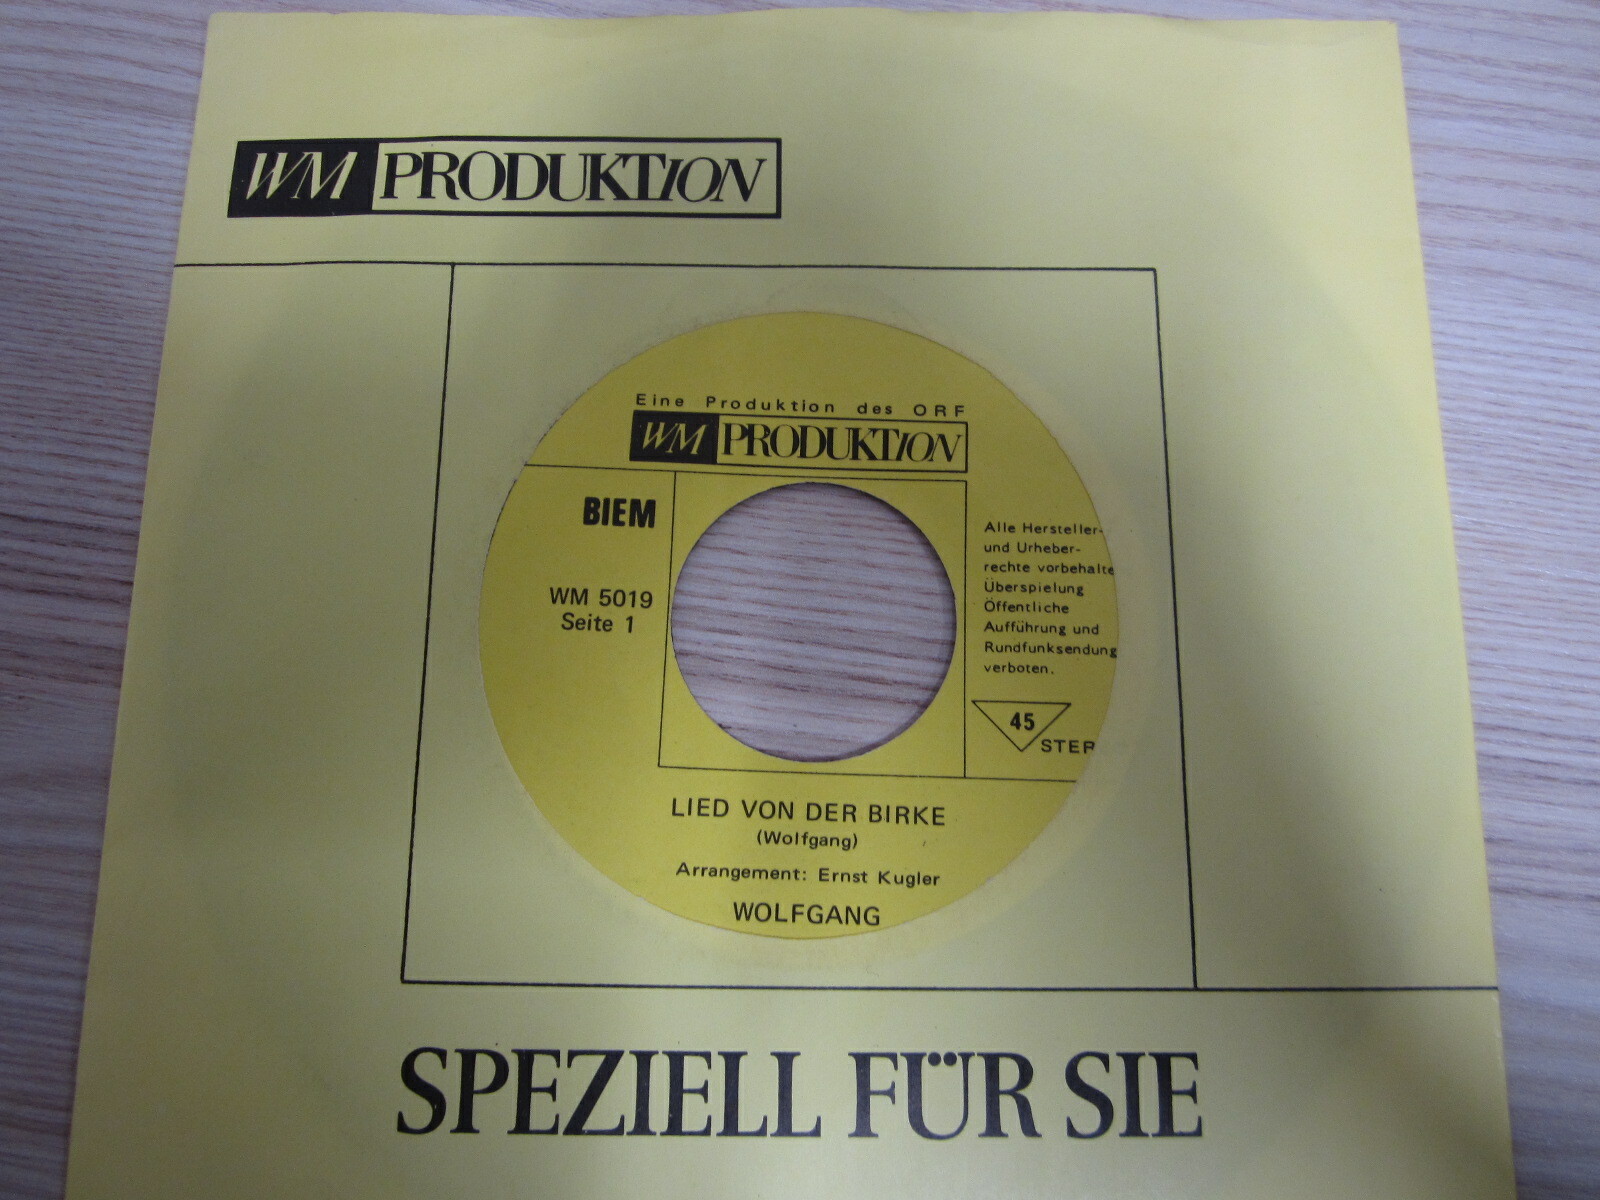 WM PRODUKTION
Eine Produktion des ORF
WM PRODUKTION
BIEM
WM 5019
Seite 1
Alle Hersteller-
und Urheber-
rechte vorbehalte
Überspielung
Öffentliche
Aufführung und
Rundfunksendung
verboten.
45
STER
LIED VON DER BIRKE
(Wolfgang)
Arrangement: Ernst Kugler
WOLFGANG
SPEZIELL FÜR SIE